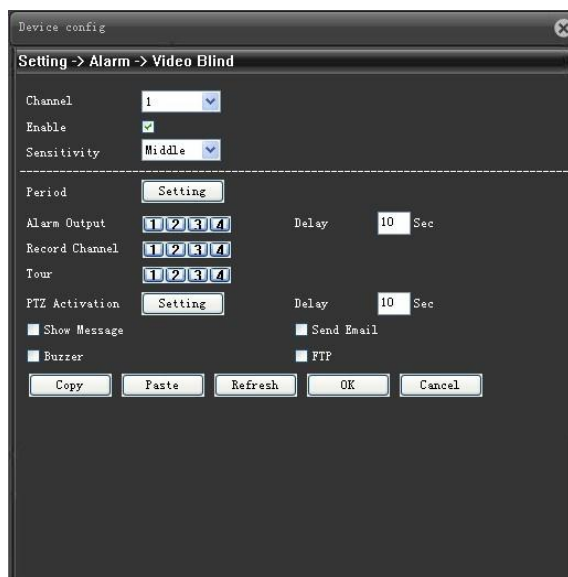 Device config
Setting -> Alarm -> Video Blind
Channel 1
Enable
Sensitivity Middle
Period Setting
Alarm Output 1 2 3 4 Delay 10 Sec
Record Channel 1 2 3 4
Tour 1 2 3 4
PTZ Activation Setting Delay 10 Sec
Show Message Send Email
Buzzer FTP
Copy Paste Refresh OK Cancel